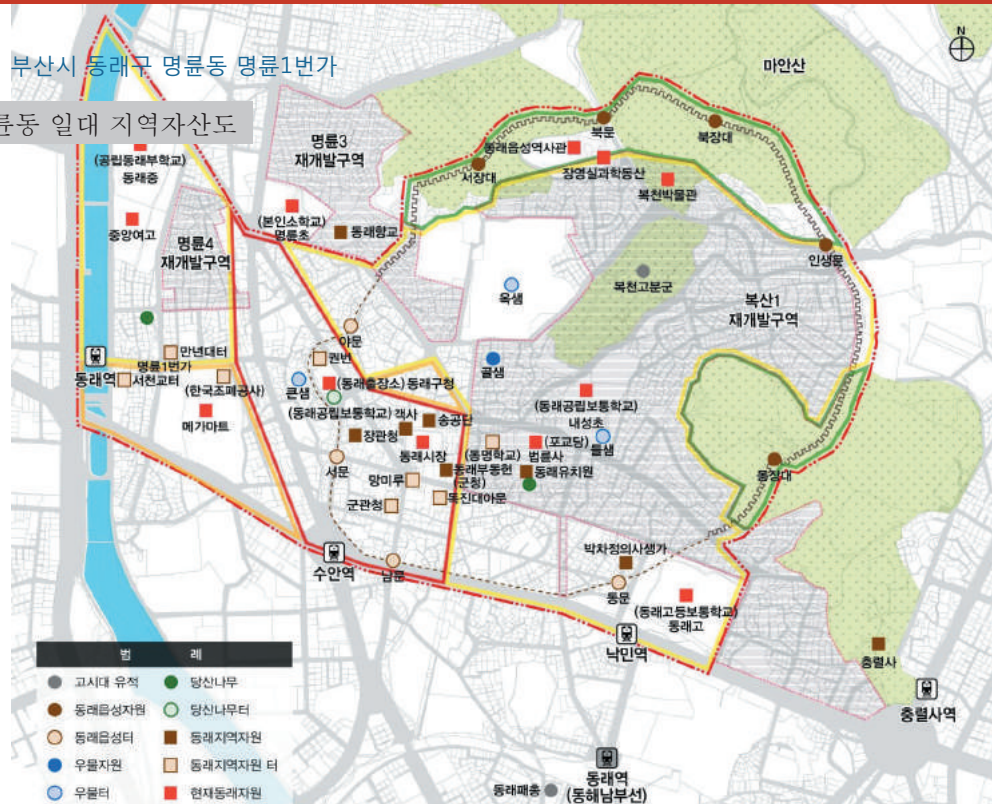 부산시 동래구 명륜동 명륜1번가
륜동 일대 지역자산도
N
마안산
명륜3
재개발구역
북문
북장대
동래읍성역사관
서장대
장영실과학동산
복천박물관
(공립동래부학교)
동래중
(본인소학교)
명륜초
동래향교
중앙여고
명륜4
재개발구역
인생문
복천고분군
옥샘
복산1
재개발구역
야문
권번
골샘
만년대터
명륜1번가
동래역
서천교터
(한국조폐공사)
큰샘
(동래출장소) 동래구청
(동래공립보통학교)
내성초
메가마트
(동래공립보통학교) 객사
송공단
장관청
동래시장
(동명학교)
(포교당)
범륜사
들샘
서문
망미루
동래부동헌
(군청)
동래유치원
동장대
군관청
독진대아문
수안역
남문
박차정의사생가
동문
(동래고등보통학교)
동래고
낙민역
충렬사
충렬사역
동래역
(동해남부선)
동래패총
범 례
고시대 유적
당산나무
동래읍성자원
당산나무터
동래읍성터
동래지역자원
우물자원
동래지역자원 터
우물터
현재동래자원